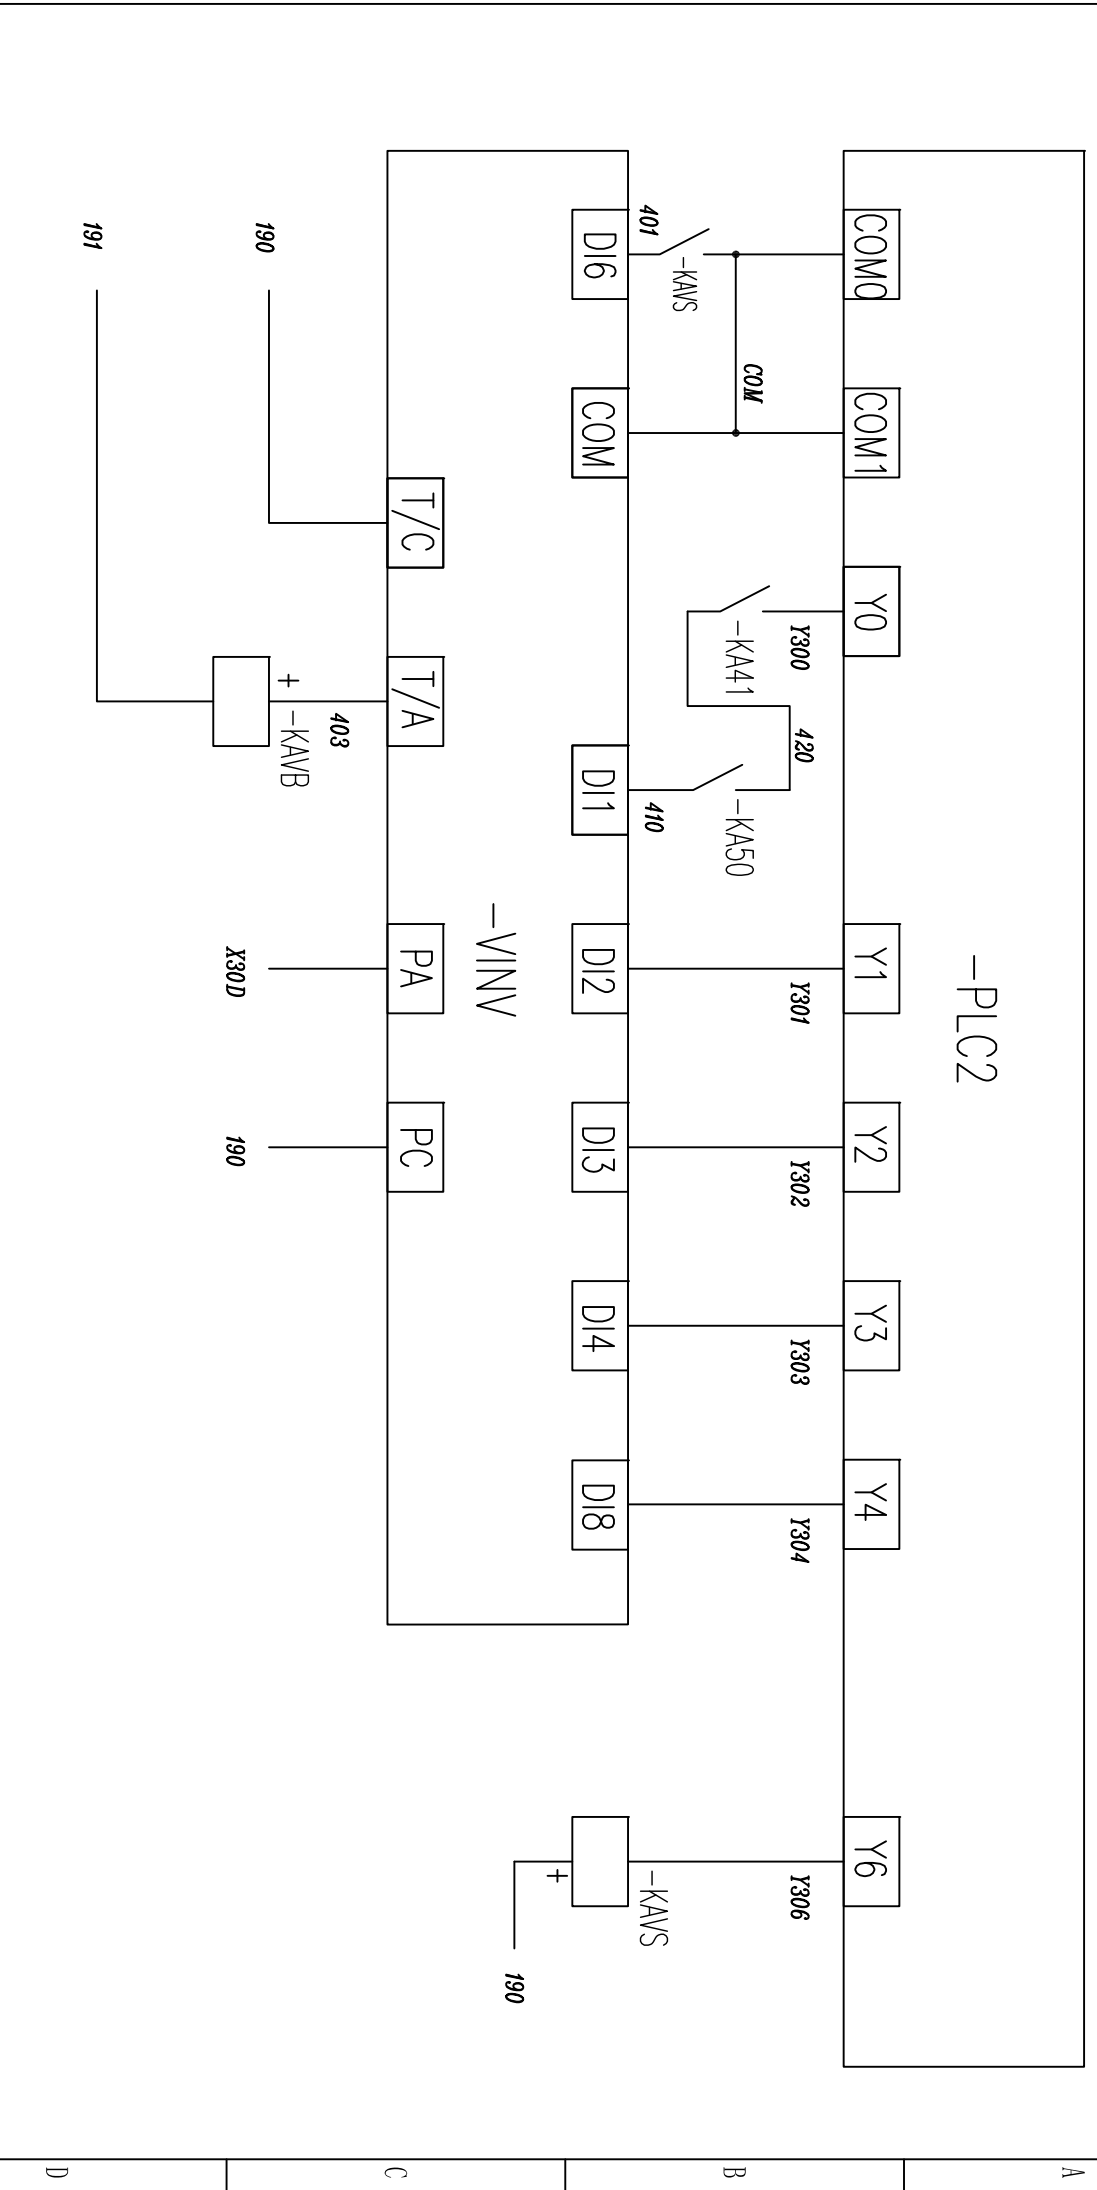 -PLC2
COM0
COM1
Y0
Y1
Y2
Y3
Y4
Y6
COM
Y300
420
Y301
Y302
Y303
Y304
Y306
-KA41
-KA50
401
-KAVS
410
-KAVS
DI6
COM
DI1
DI2
DI3
DI4
DI8
+
190
-VINV
T/C
T/A
PA
PC
403
+
-KAVB
190
X30D
190
191
A
B
C
D